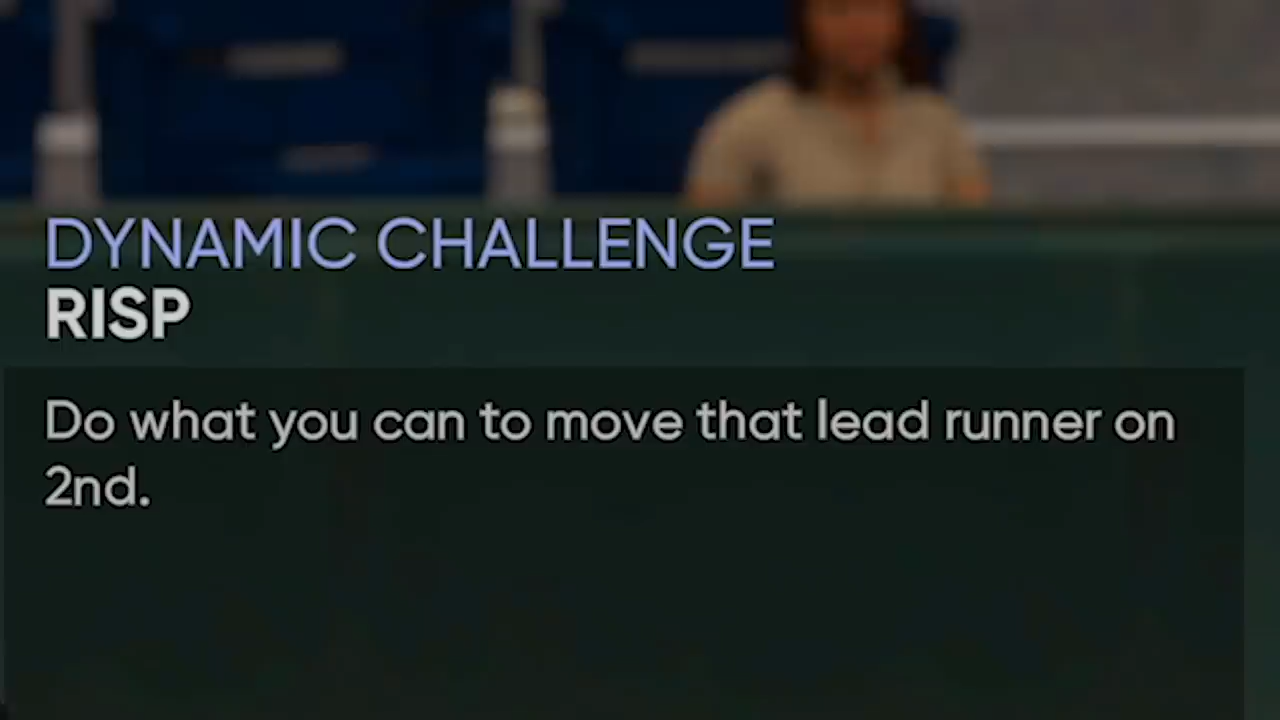 DYNAMIC CHALLENGE
RISP
Do what you can to move that lead runner on
2nd.